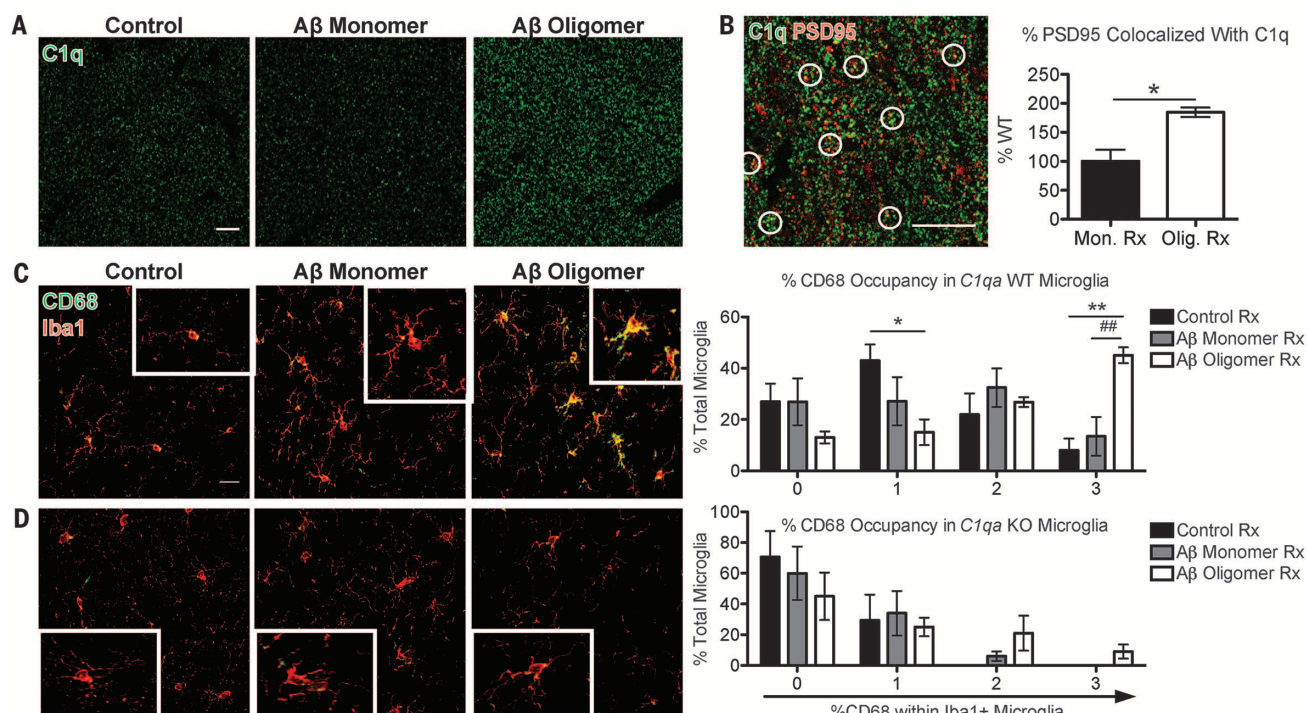 A
Control
Aβ Monomer
Aβ Oligomer
C1q
B
C1q PSD95
% PSD95 Colocalized With C1q
% WT
250
200
150
100
50
0
*
Mon. Rx
Olig. Rx
C
Control
Aβ Monomer
Aβ Oligomer
CD68
Iba1
% CD68 Occupancy in C1qa WT Microglia
% Total Microglia
60
40
20
0
*
**
##
0
1
2
3
Control Rx
Aβ Monomer Rx
Aβ Oligomer Rx
D
% CD68 Occupancy in C1qa KO Microglia
% Total Microglia
100
80
60
40
20
0
0
1
2
3
Control Rx
Aβ Monomer Rx
Aβ Oligomer Rx
%CD68 within Iba1+ Microglia